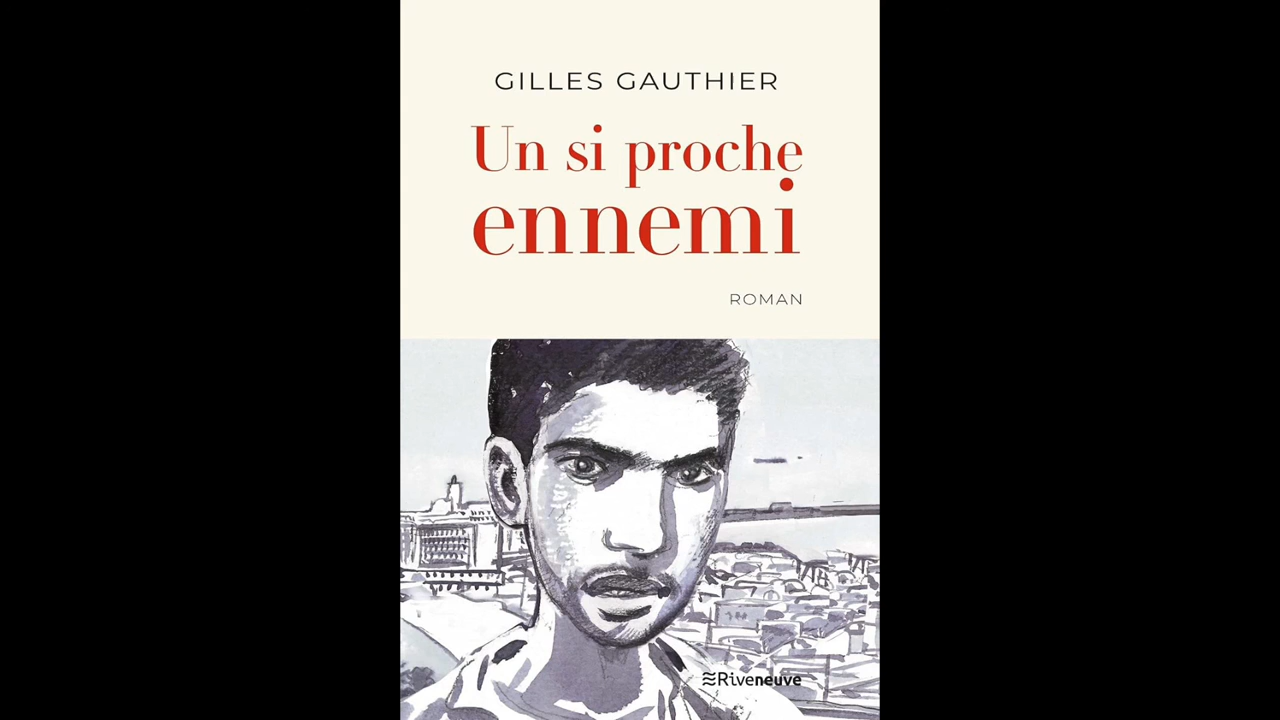 GILLES GAUTHIER
Un si proche
ennemi
ROMAN
Riveneuve